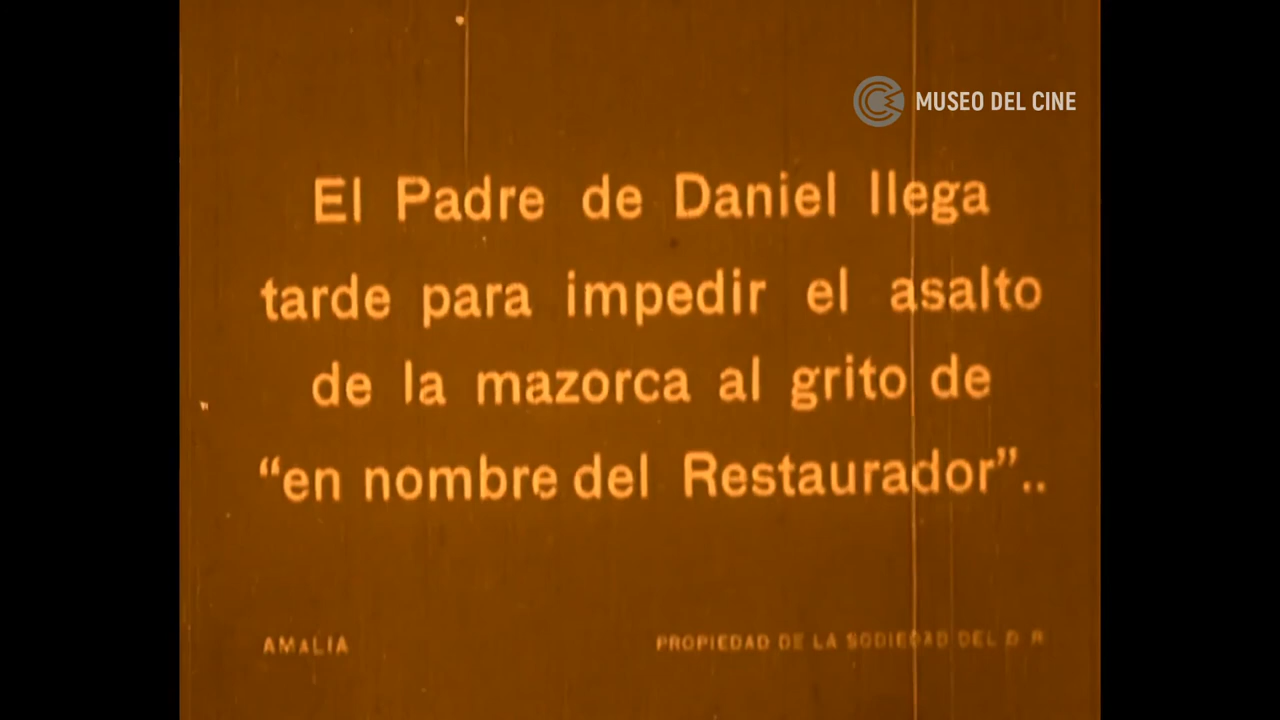 MUSEO DEL CINE
El Padre de Daniel llega
tarde para impedir el asalto
de la mazorca al grito de
“en nombre del Restaurador”..
AMALIA
PROPIEDAD DE LA SODIEDAD DEL D R